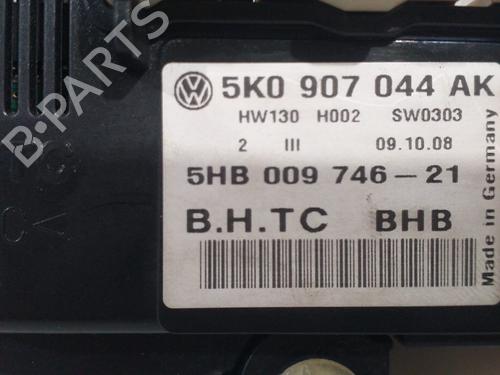 5K0 907 044 AK
HW130 H002 SW0303
2 III 09.10.08
5HB 009 746-21
B.H.TC BHB
Made in Germany
B-PARTS